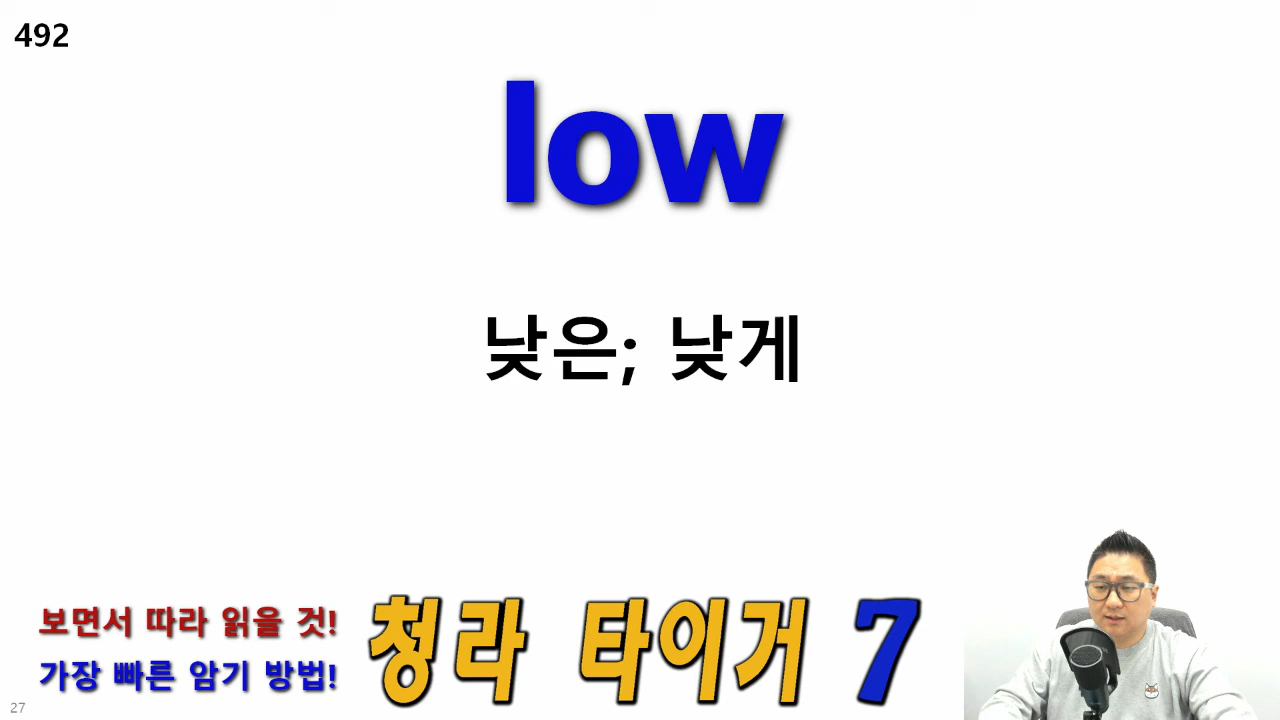 492
low
낮은; 낮게
보면서 따라 읽을 것!
가장 빠른 암기 방법!
청라 타이거 7
27